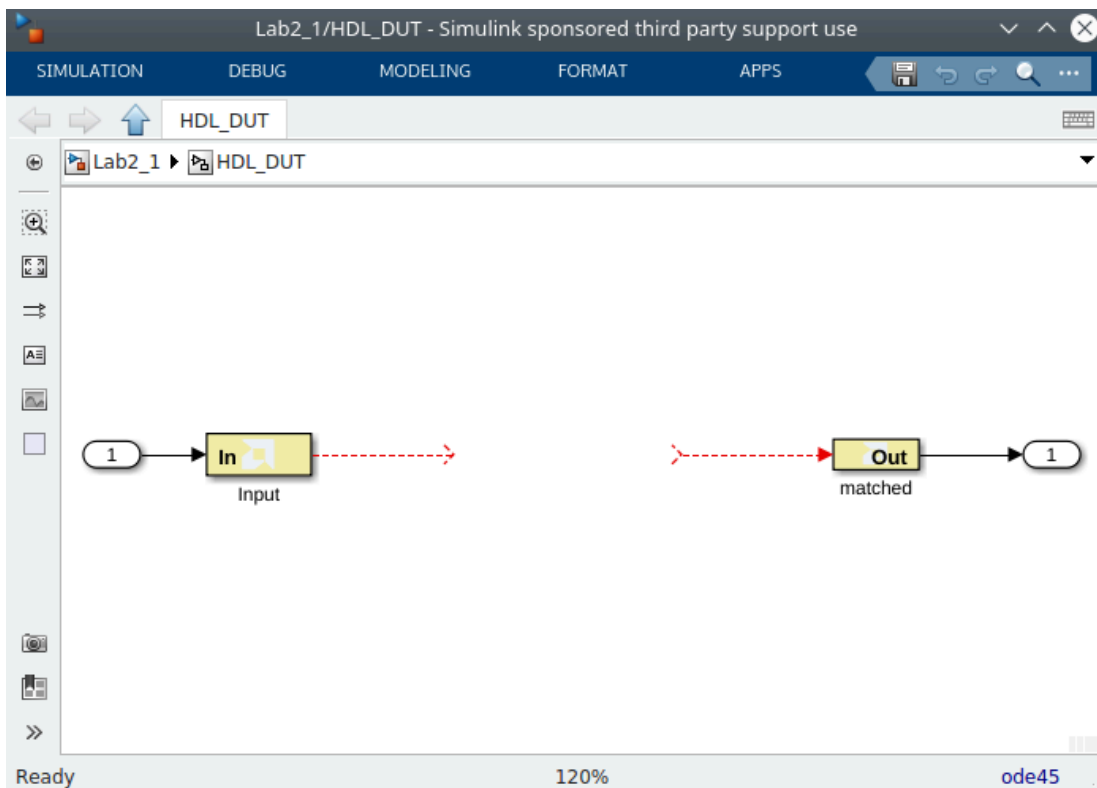 Lab2_1/HDL_DUT - Simulink sponsored third party support use
SIMULATION DEBUG MODELING FORMAT APPS
HDL_DUT
Lab2_1 HDL_DUT
1 In Out 1
Input matched
Ready 120% ode45